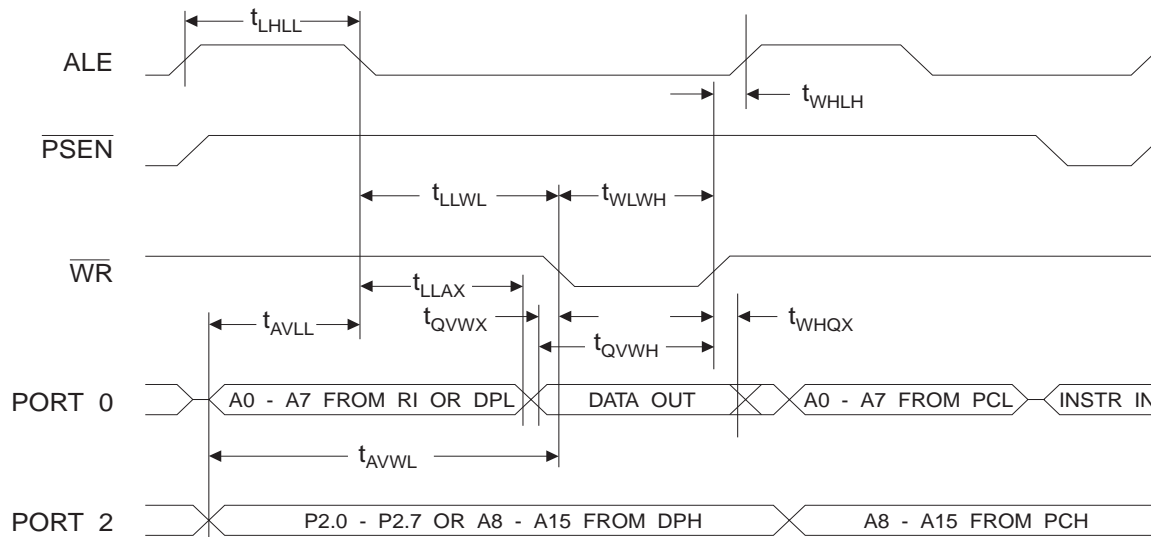 tLHLL
ALE
tWHLH
PSEN
tLLWL
tWLWH
WR
tLLAX
tQVWX
tWHQX
tAVLL
tQVWH
PORT 0
A0 - A7 FROM RI OR DPL
DATA OUT
A0 - A7 FROM PCL
INSTR IN
tAVWL
PORT 2
P2.0 - P2.7 OR A8 - A15 FROM DPH
A8 - A15 FROM PCH